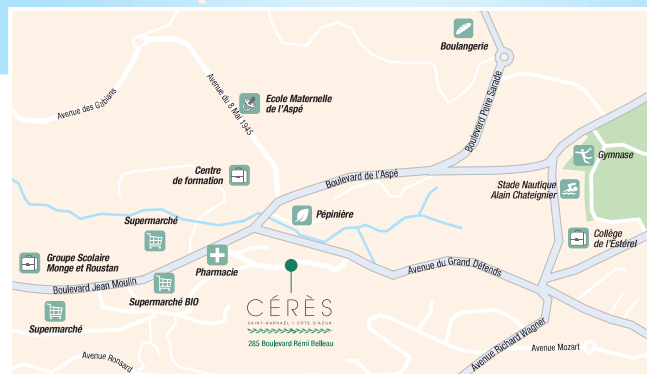 Boulangerie
Avenue des Gabians
Avenue du 8 Mai 1945
Ecole Maternelle
de l'Aspé
Boulevard Peire Sarade
Gymnase
Centre
de formation
Boulevard de l'Aspé
Stade Nautique
Alain Chateignier
Pépinière
Supermarché
Collège
de l'Estérel
Groupe Scolaire
Monge et Roustan
Pharmacie
Avenue du Grand Défends
Boulevard Jean Moulin
Supermarché BIO
CÉRÈS
SAINT-RAPHAËL - CÔTE D'AZUR
285 Boulevard Rémi Belleau
Supermarché
Avenue Ronsard
Avenue Richard Wagner
Avenue Mozart